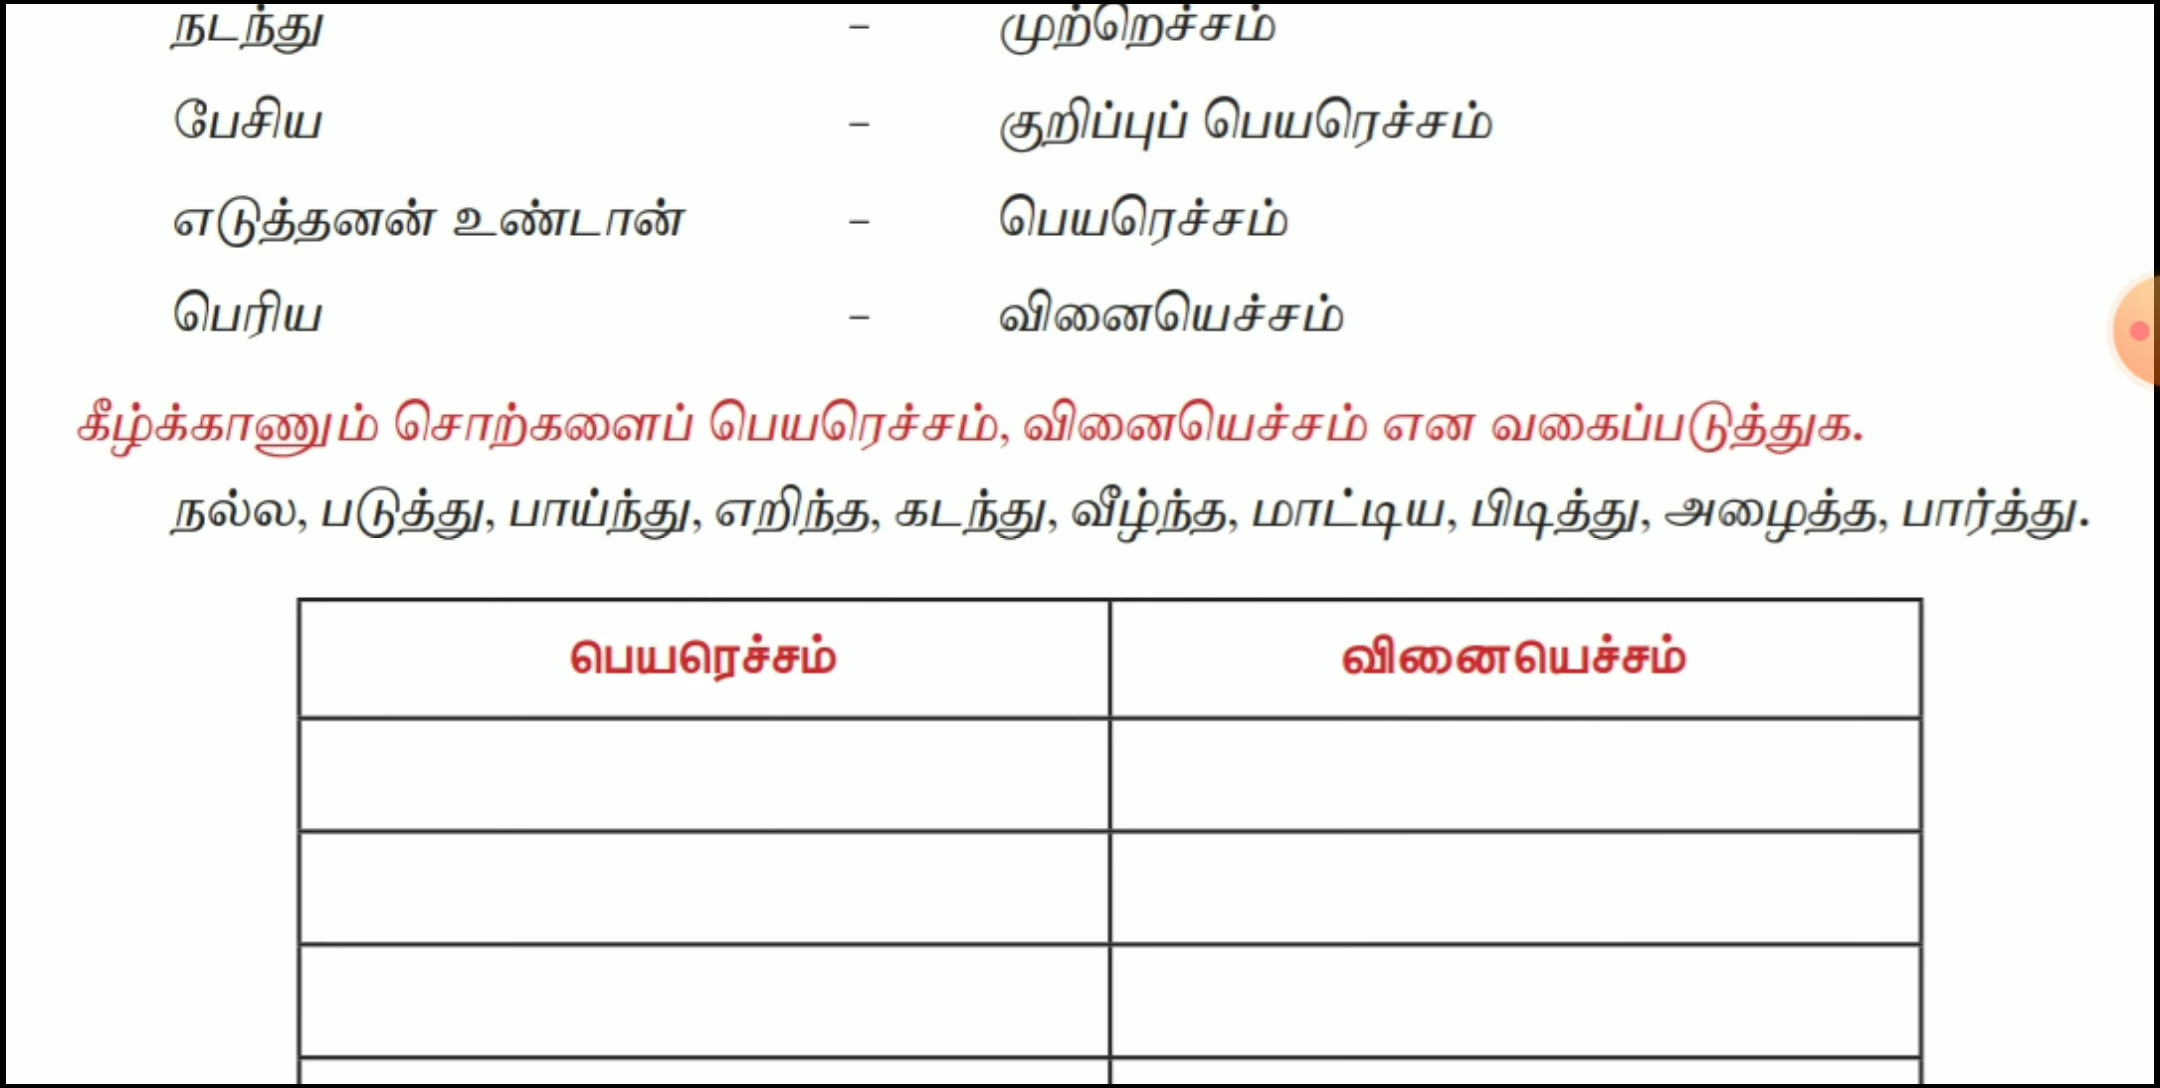 நடந்து – முற்றெச்சம்
பேசிய – குறிப்புப் பெயரெச்சம்
எடுத்தனன் உண்டான் – பெயரெச்சம்
பெரிய – வினையெச்சம்
கீழ்க்காணும் சொற்களைப் பெயரெச்சம், வினையெச்சம் என வகைப்படுத்துக.
நல்ல, படுத்து, பாய்ந்து, எறிந்த, கடந்து, வீழ்ந்த, மாட்டிய, பிடித்து, அழைத்த, பார்த்து.
பெயரெச்சம் வினையெச்சம்